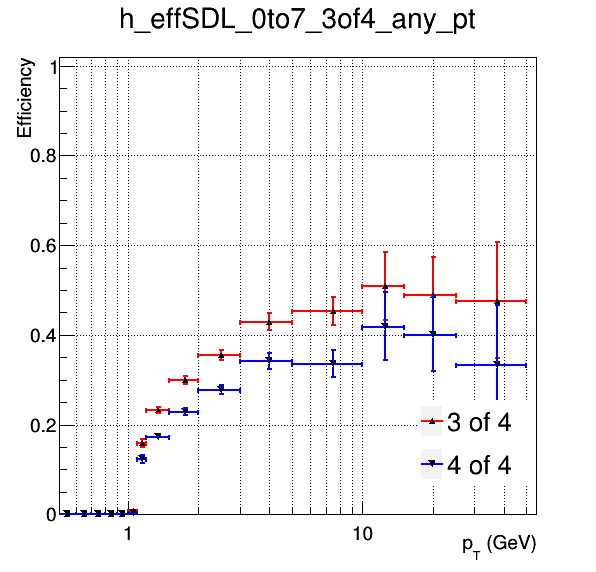 h_effSDL_0to7_3of4_any_pt
Efficiency
1
0.8
0.6
0.4
0.2
0
3 of 4
4 of 4
1
10
p_T (GeV)